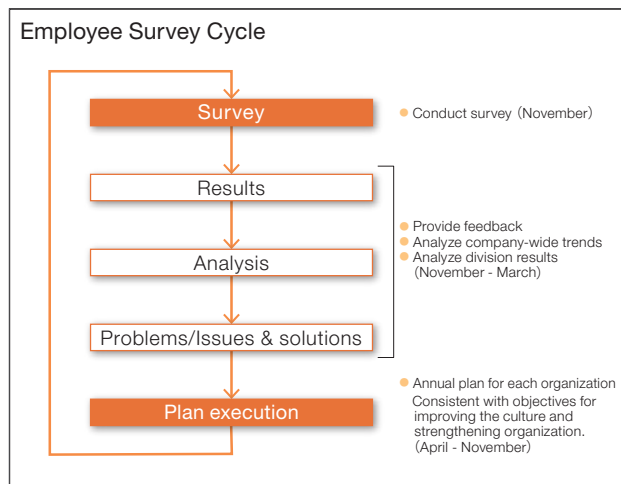 Employee Survey Cycle
Survey
● Conduct survey (November)
Results
● Provide feedback
● Analyze company-wide trends
● Analyze division results
(November - March)
Analysis
Problems/Issues & solutions
● Annual plan for each organization
Consistent with objectives for
improving the culture and
strengthening organization.
(April - November)
Plan execution